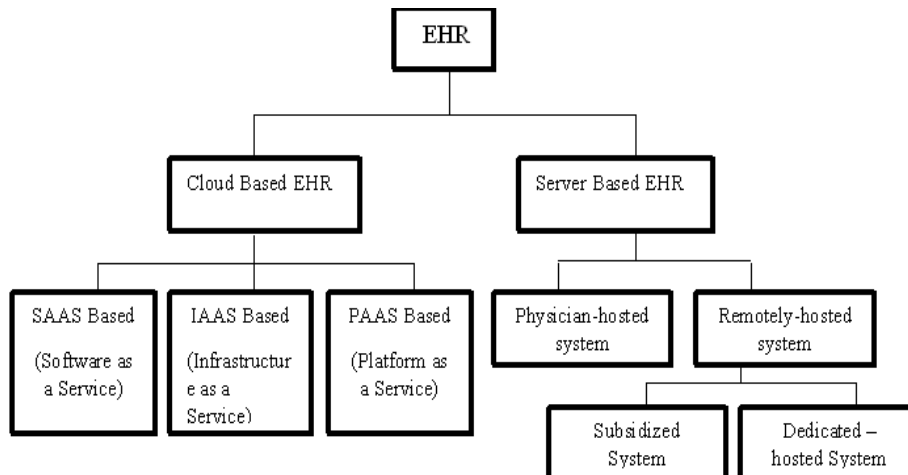 EHR
Cloud Based EHR
Server Based EHR
SAAS Based
(Software as
a Service)
IAAS Based
(Infrastructur
e as a
Service)
PAAS Based
(Platform as
a Service)
Physician-hosted
system
Remotely-hosted
system
Subsidized
System
Dedicated –
hosted System